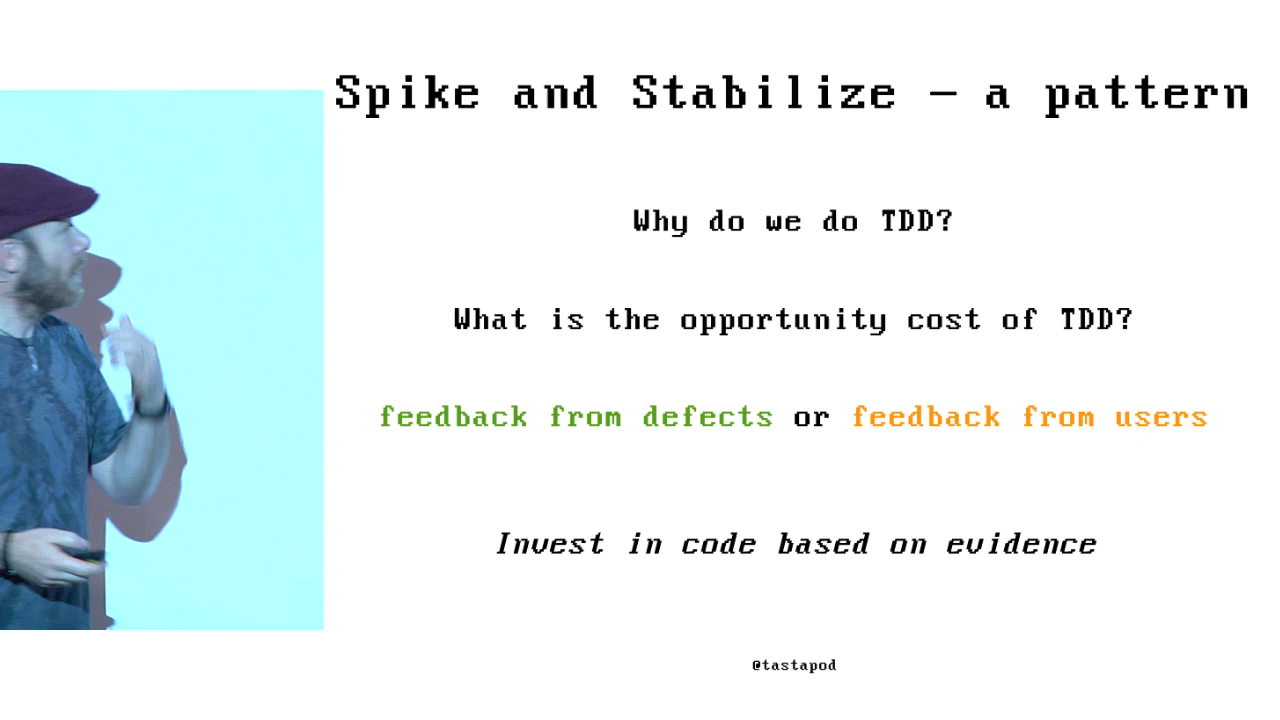 Spike and Stabilize — a pattern
Why do we do TDD?
What is the opportunity cost of TDD?
feedback from defects or feedback from users
Invest in code based on evidence
@tastapod